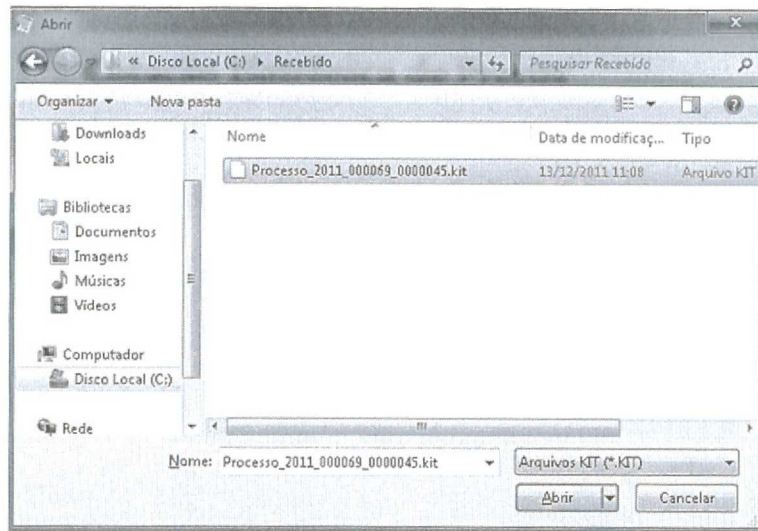 Abrir
« Disco Local (C:) ▸ Recebido
Pesquisar Recebido
Organizar
Nova pasta
Downloads
Locais
Bibliotecas
Documentos
Imagens
Músicas
Vídeos
Computador
Disco Local (C:)
Rede
Nome
Data de modificaç...
Tipo
Processo_2011_000069_0000045.kit
13/12/2011 11:08
Arquivo KIT
Nome: Processo_2011_000069_0000045.kit
Arquivos KIT (*.KIT)
Abrir
Cancelar